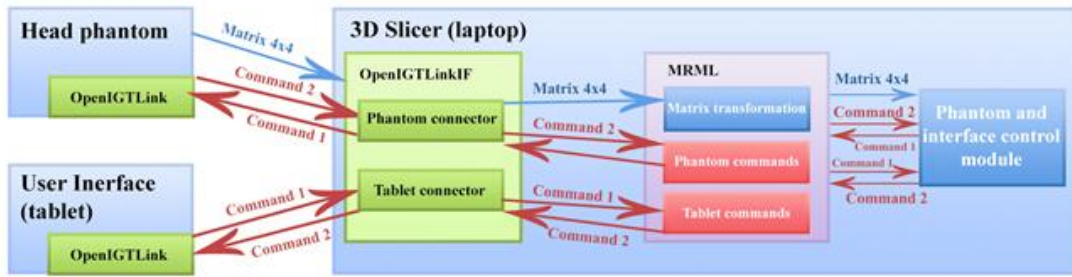 Head phantom
OpenIGTLink
Matrix 4x4
Command 2
Command 1
User Inerface
(tablet)
OpenIGTLink
Command 1
Command 2
3D Slicer (laptop)
OpenIGTLinkIF
Phantom connector
Tablet connector
Matrix 4x4
Command 2
Command 1
Command 2
MRML
Matrix transformation
Phantom commands
Tablet commands
Matrix 4x4
Command 2
Command 1
Command 1
Command 2
Phantom and
interface control
module